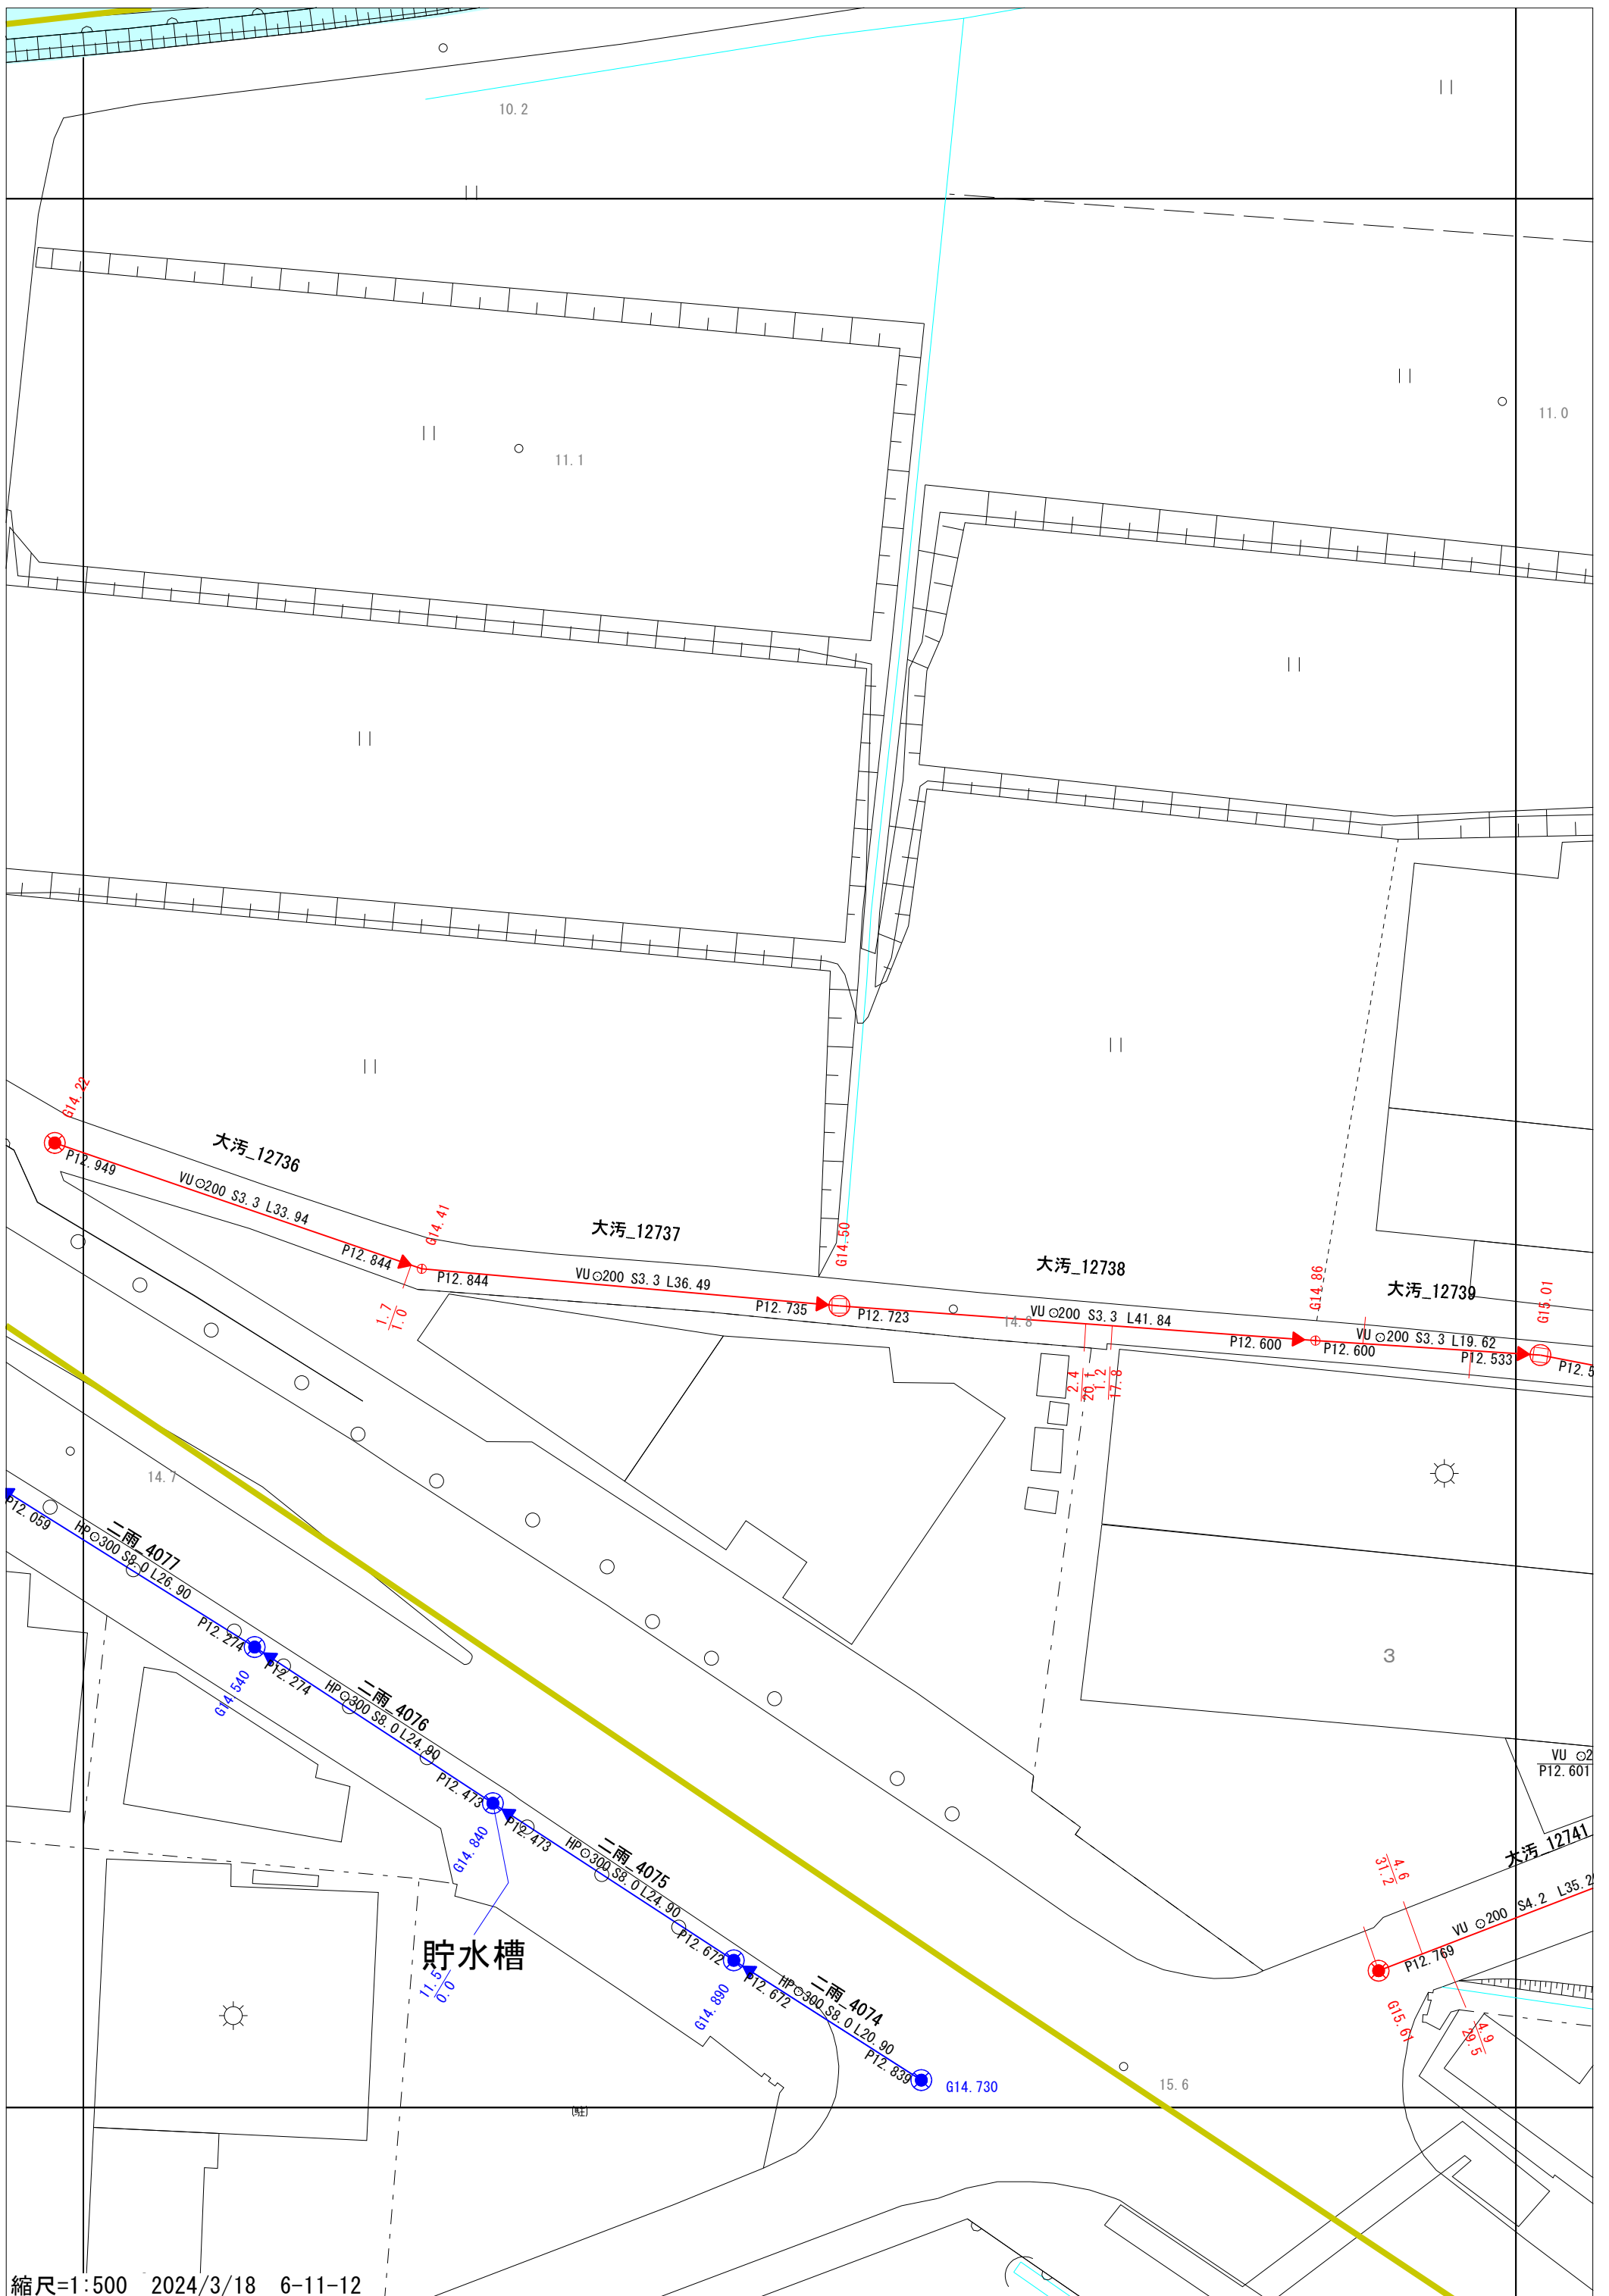 10.2
11.0
11.1
G14.22
P12.949
大汚_12736
VU⊙200 S3.3 L33.94
G14.41
P12.844
P12.844
1.7
1.0
大汚_12737
VU⊙200 S3.3 L36.49
G14.50
P12.735
P12.723
大汚_12738
14.8
VU⊙200 S3.3 L41.84
G14.86
P12.600
P12.600
大汚_12739
VU⊙200 S3.3 L19.62
G15.01
P12.533
P12.5
2.4
20.1
1.2
17.8
14.7
P12.059
二雨_4077
HP⊙300 S8.0 L26.90
P12.274
G14.540
P12.274
二雨_4076
HP⊙300 S8.0 L24.90
P12.473
G14.840
P12.473
二雨_4075
HP⊙300 S8.0 L24.90
P12.672
G14.890
P12.672
貯水槽
11.5
0.0
二雨_4074
HP⊙300 S8.0 L20.90
P12.839
G14.730
3
VU ⊙2
P12.601
大汚_12741
4.6
31.2
VU ⊙200 S4.2 L35.2
P12.769
G15.61
4.9
29.5
15.6
(駐)
縮尺=1:500 2024/3/18 6-11-12